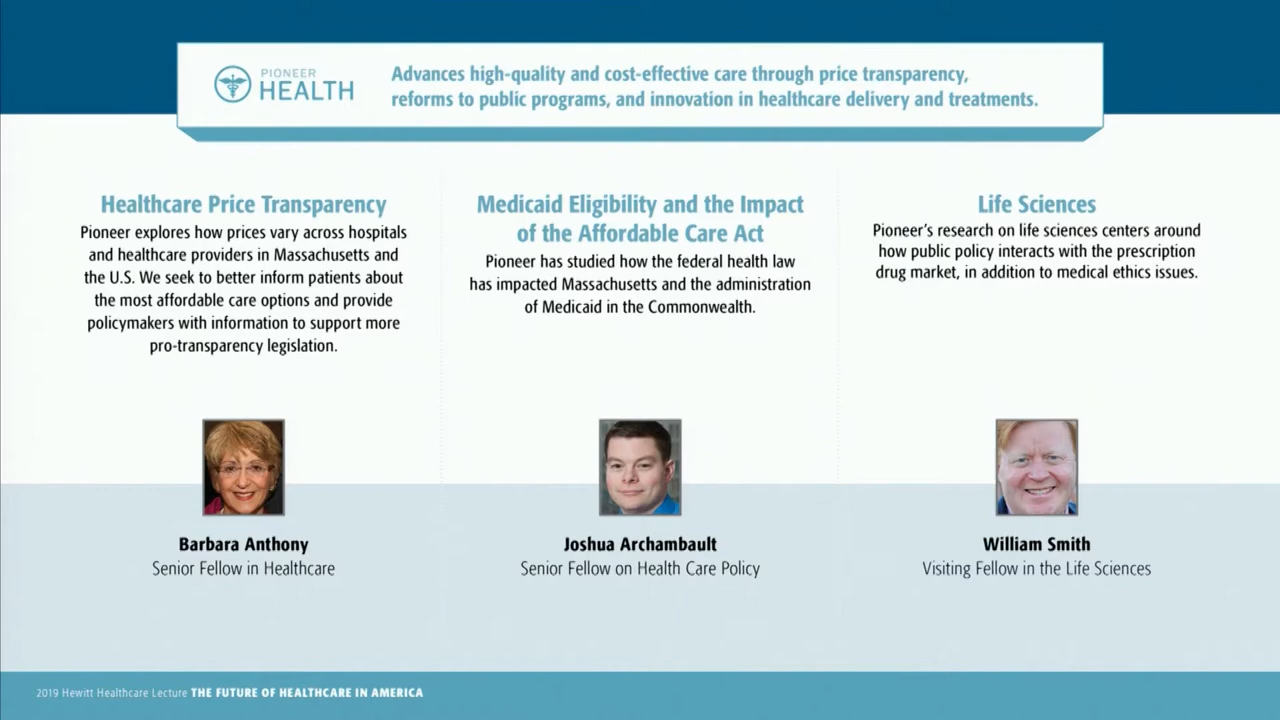 PIONEER
HEALTH
Advances high-quality and cost-effective care through price transparency,
reforms to public programs, and innovation in healthcare delivery and treatments.
Healthcare Price Transparency
Pioneer explores how prices vary across hospitals
and healthcare providers in Massachusetts and
the U.S. We seek to better inform patients about
the most affordable care options and provide
policymakers with information to support more
pro-transparency legislation.
Barbara Anthony
Senior Fellow in Healthcare
Medicaid Eligibility and the Impact
of the Affordable Care Act
Pioneer has studied how the federal health law
has impacted Massachusetts and the administration
of Medicaid in the Commonwealth.
Joshua Archambault
Senior Fellow on Health Care Policy
Life Sciences
Pioneer's research on life sciences centers around
how public policy interacts with the prescription
drug market, in addition to medical ethics issues.
William Smith
Visiting Fellow in the Life Sciences
2019 Hewitt Healthcare Lecture THE FUTURE OF HEALTHCARE IN AMERICA